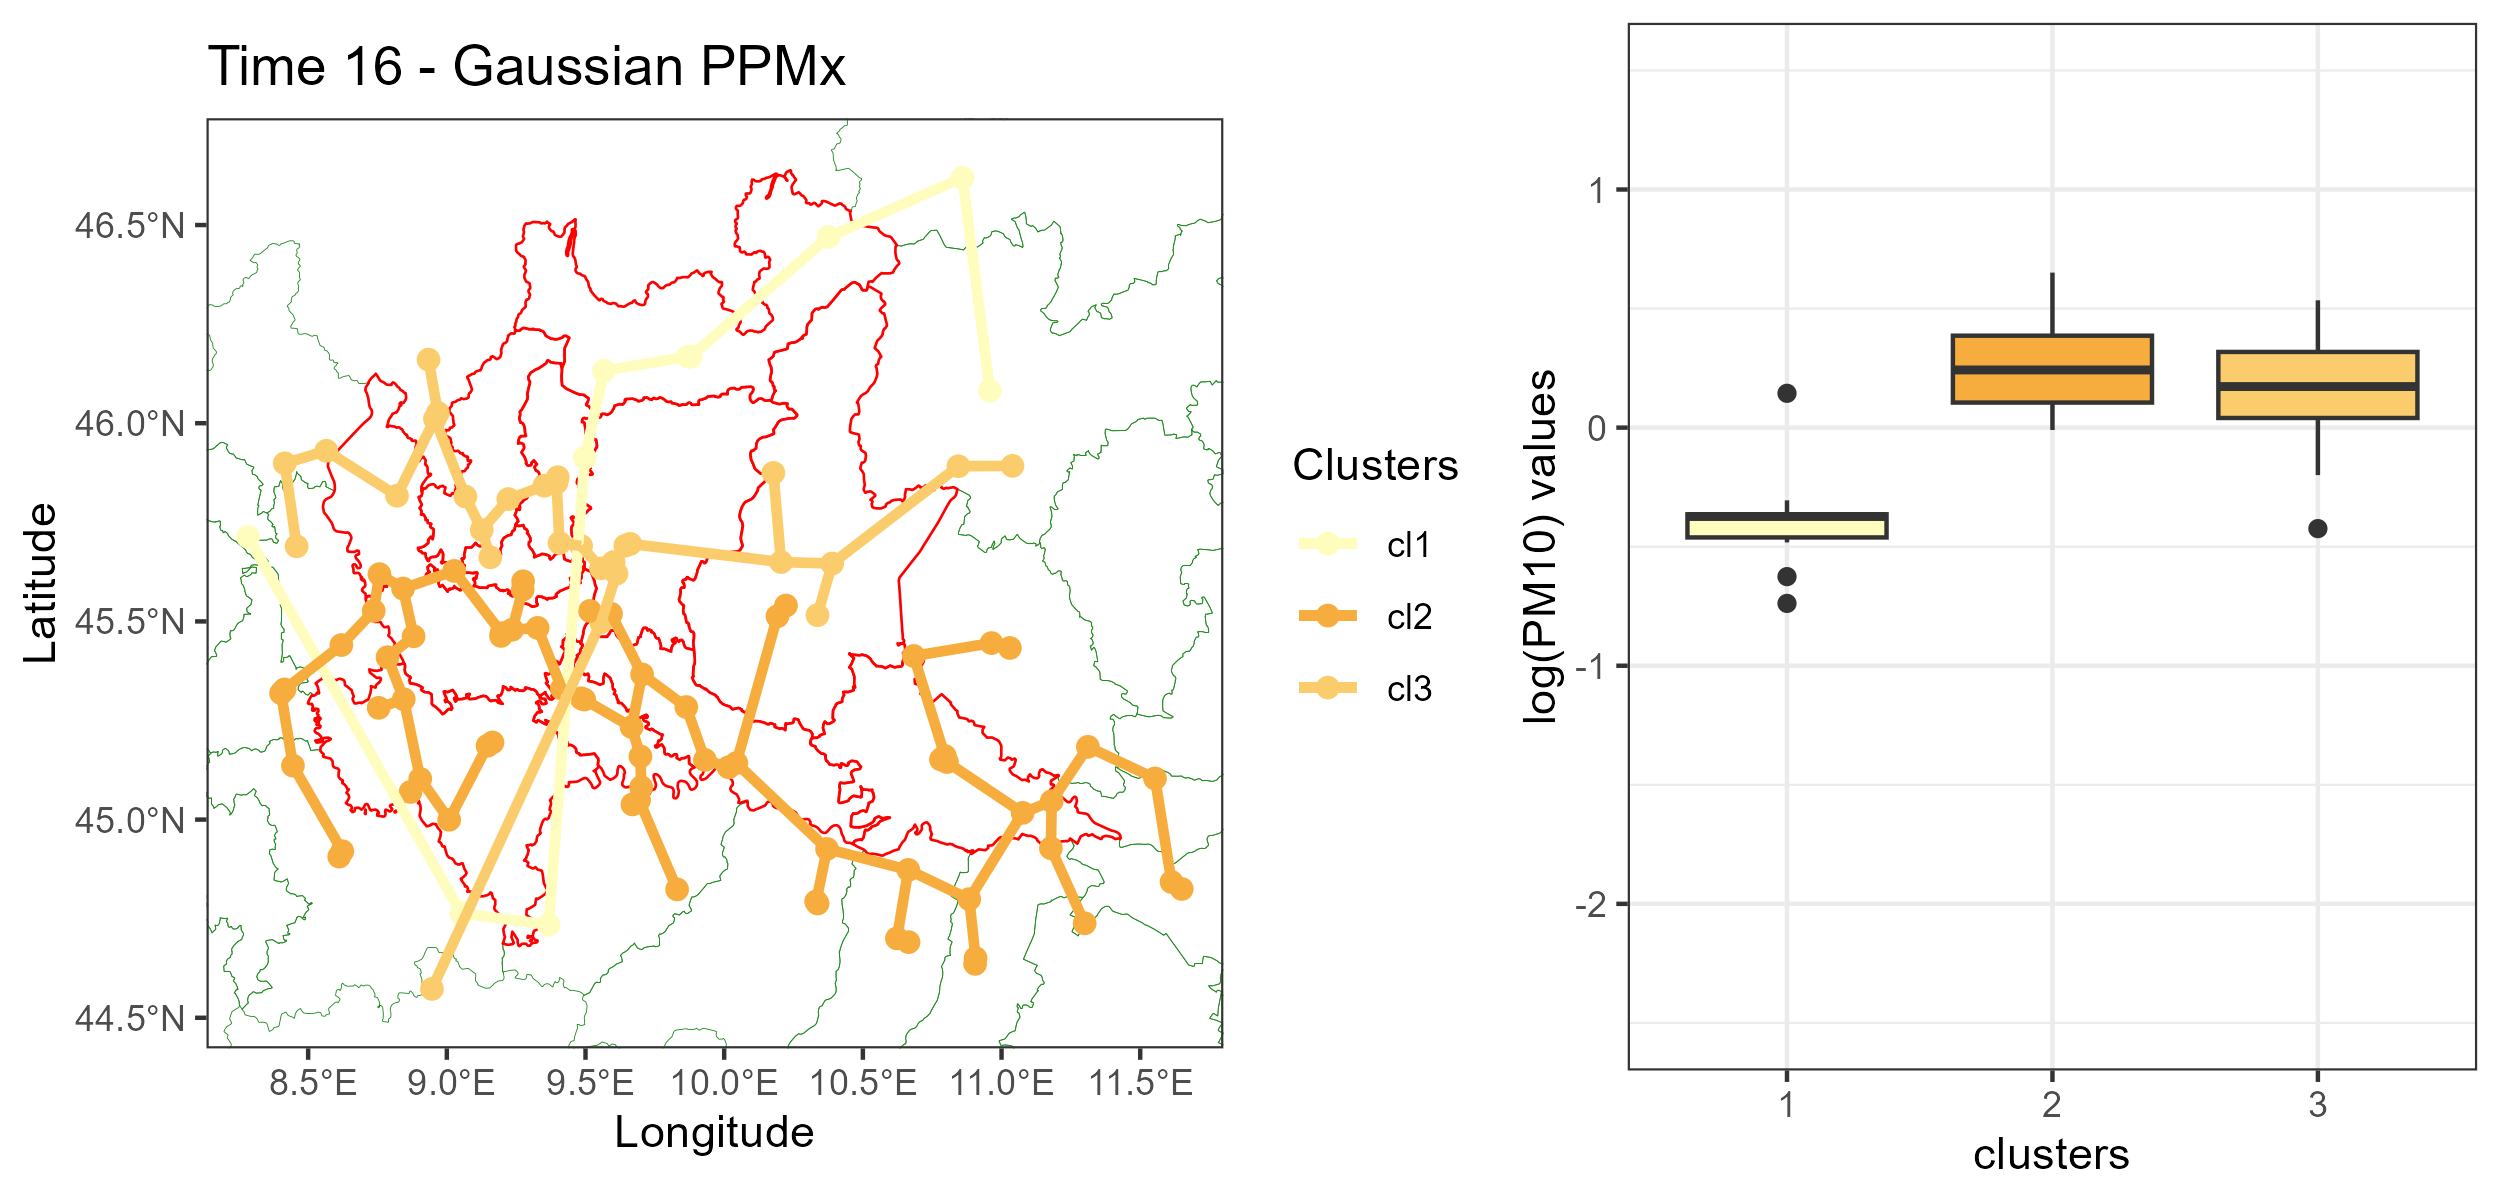 Time 16 - Gaussian PPMx
46.5°N
46.0°N
45.5°N
45.0°N
44.5°N
Latitude
8.5°E 9.0°E 9.5°E 10.0°E 10.5°E 11.0°E 11.5°E
Longitude
Clusters
cl1
cl2
cl3
log(PM10) values
1
0
-1
-2
1 2 3
clusters